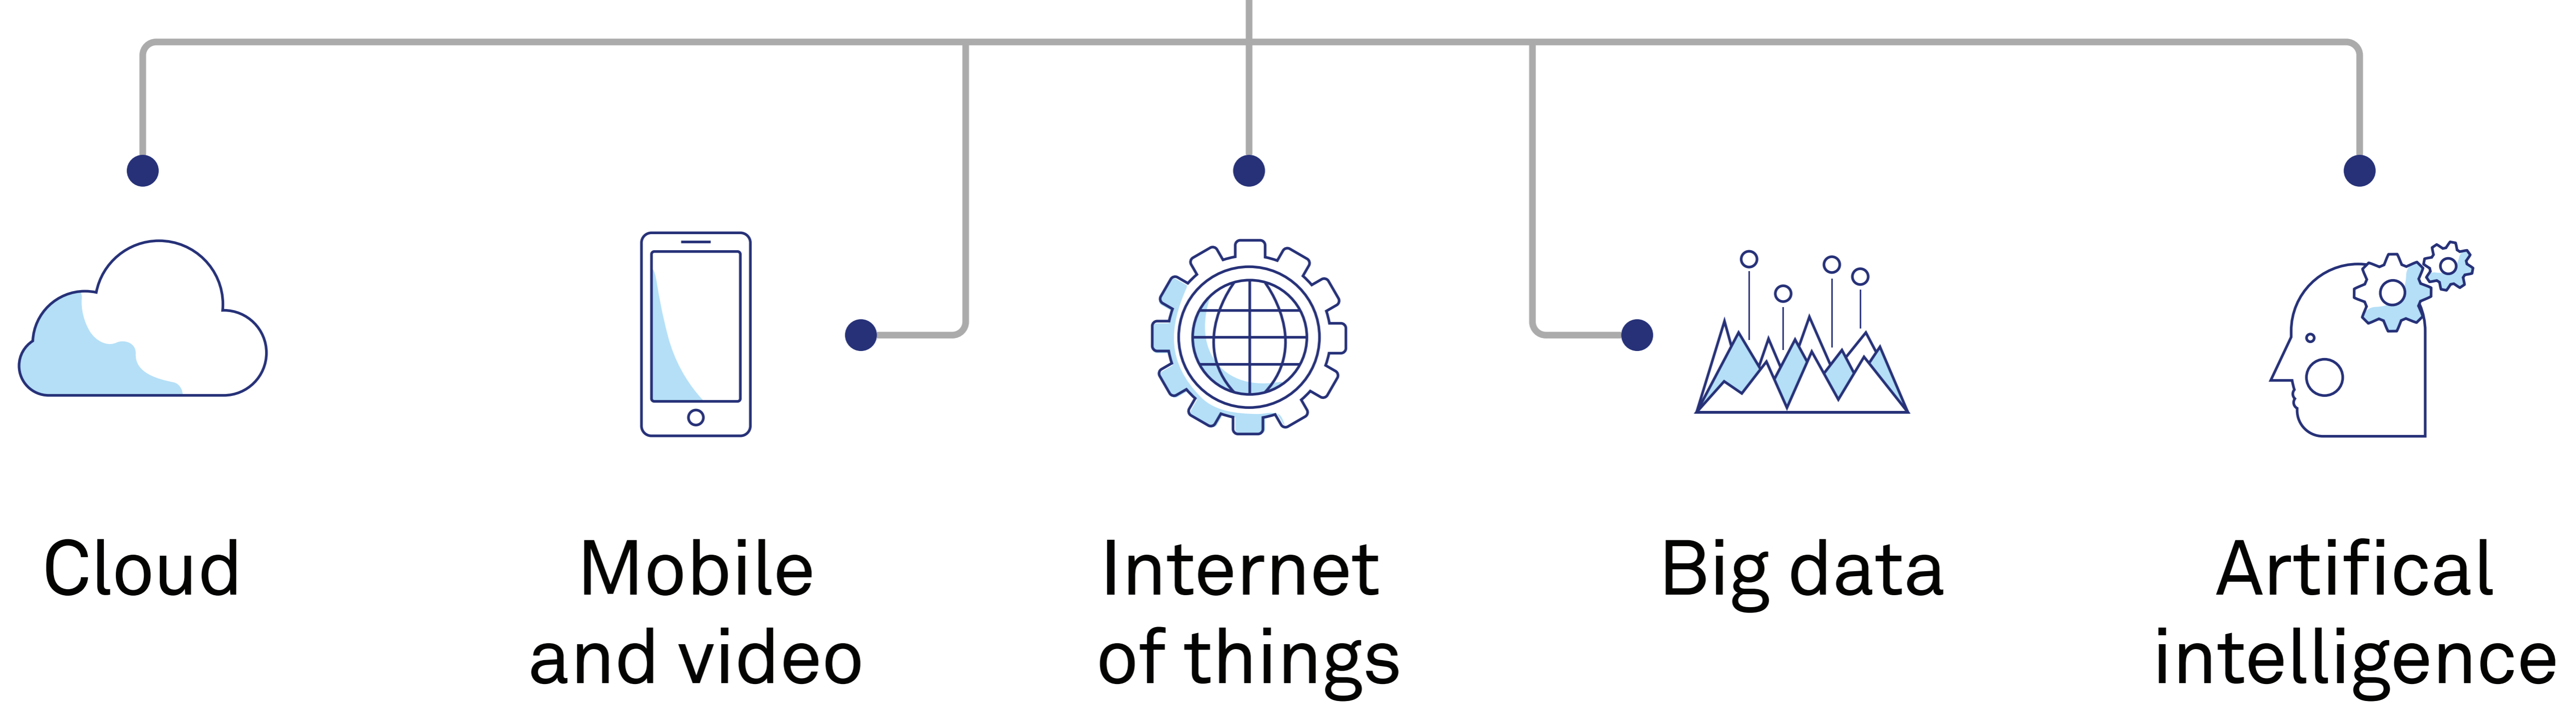 Cloud
Mobile
and video
Internet
of things
Big data
Artifical
intelligence